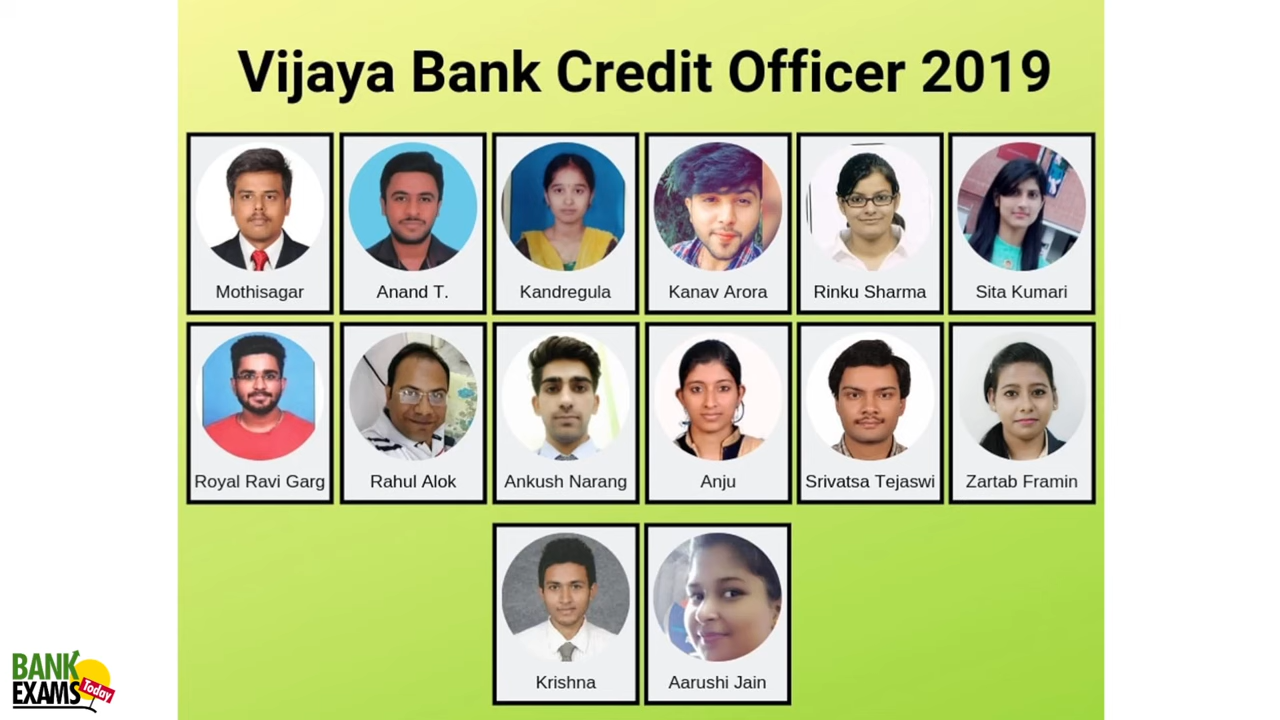 Vijaya Bank Credit Officer 2019
Mothisagar
Anand T.
Kandregula
Kanav Arora
Rinku Sharma
Sita Kumari
Royal Ravi Garg
Rahul Alok
Ankush Narang
Anju
Srivatsa Tejaswi
Zartab Framin
Krishna
Aarushi Jain
BANK
EXAMS
Today